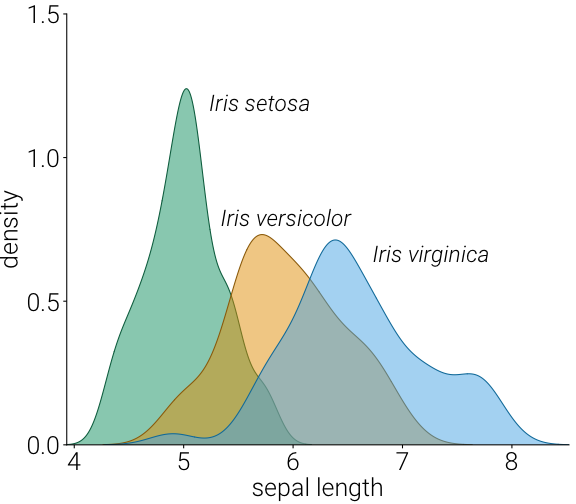 1.5
Iris setosa
1.0
Iris versicolor
Iris virginica
density
0.5
0.0
4 5 6 7 8
sepal length